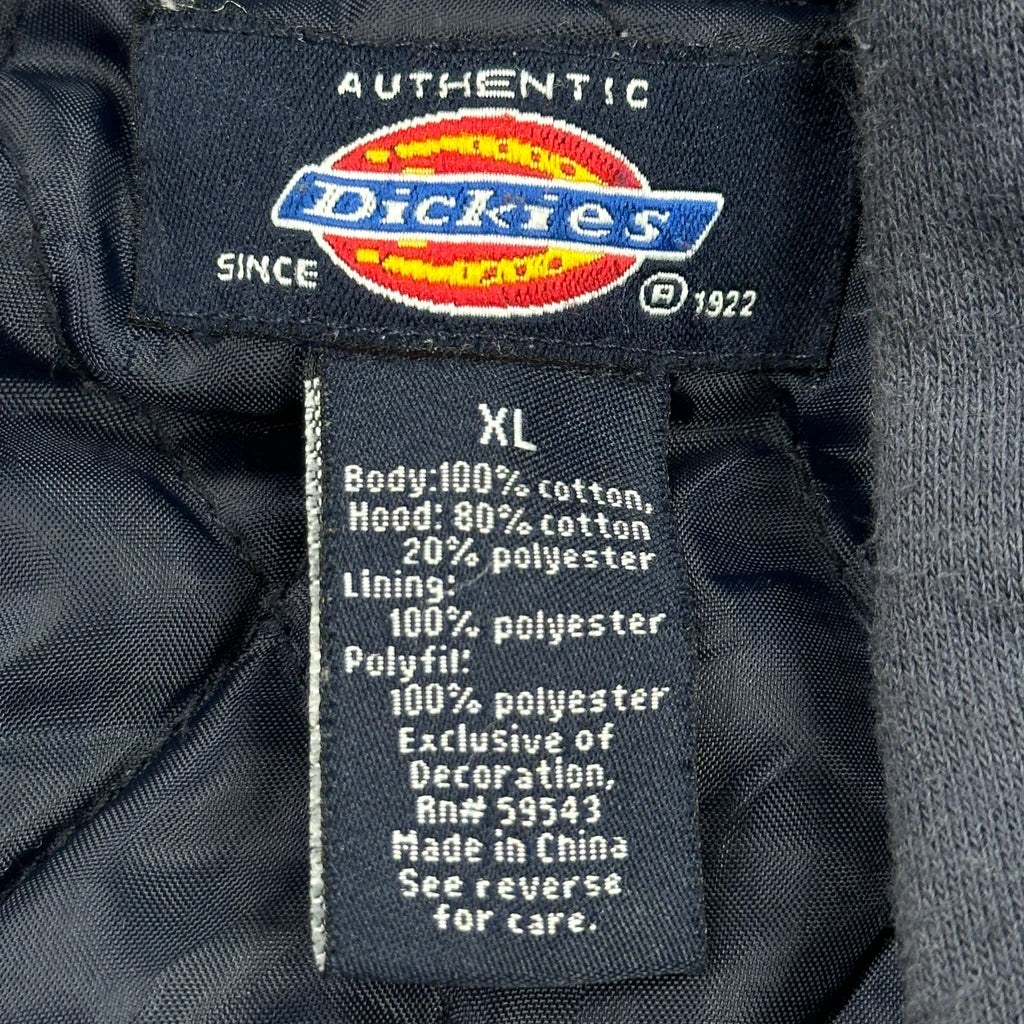 AUTHENTIC
Dickies
SINCE ® 1922
XL
Body:100% cotton,
Hood: 80% cotton
20% polyester
Lining:
100% polyester
Polyfil:
100% polyester
Exclusive of
Decoration,
Rn# 59543
Made in China
See reverse
for care.